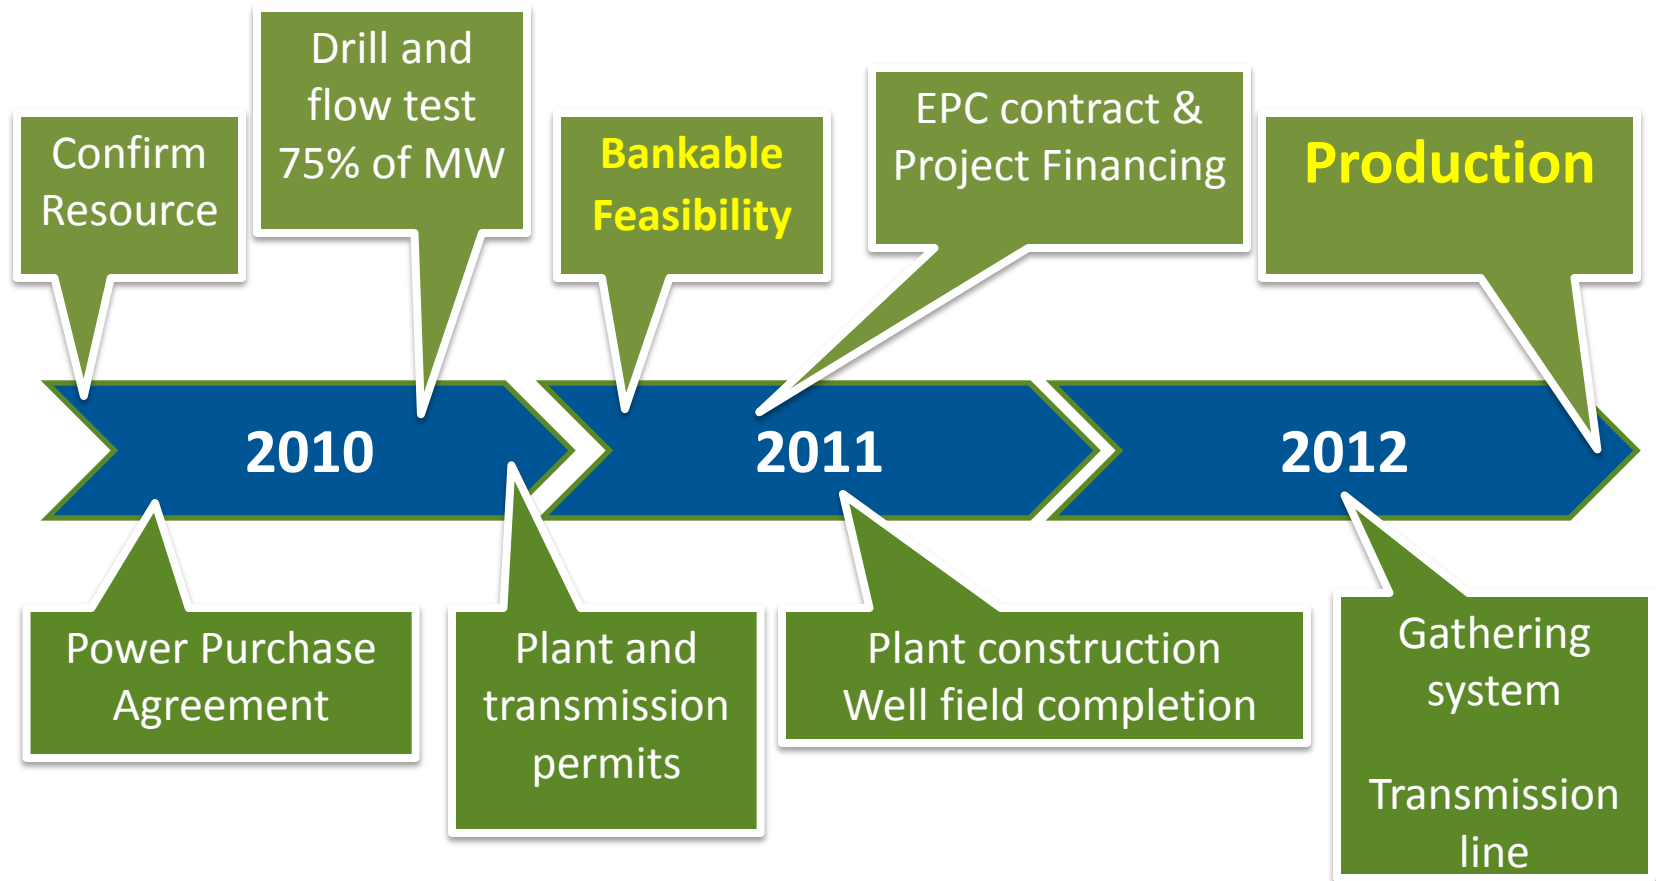 Confirm
Resource
Drill and
flow test
75% of MW
Bankable
Feasibility
EPC contract &
Project Financing
Production
2010
2011
2012
Power Purchase
Agreement
Plant and
transmission
permits
Plant construction
Well field completion
Gathering
system
Transmission
line